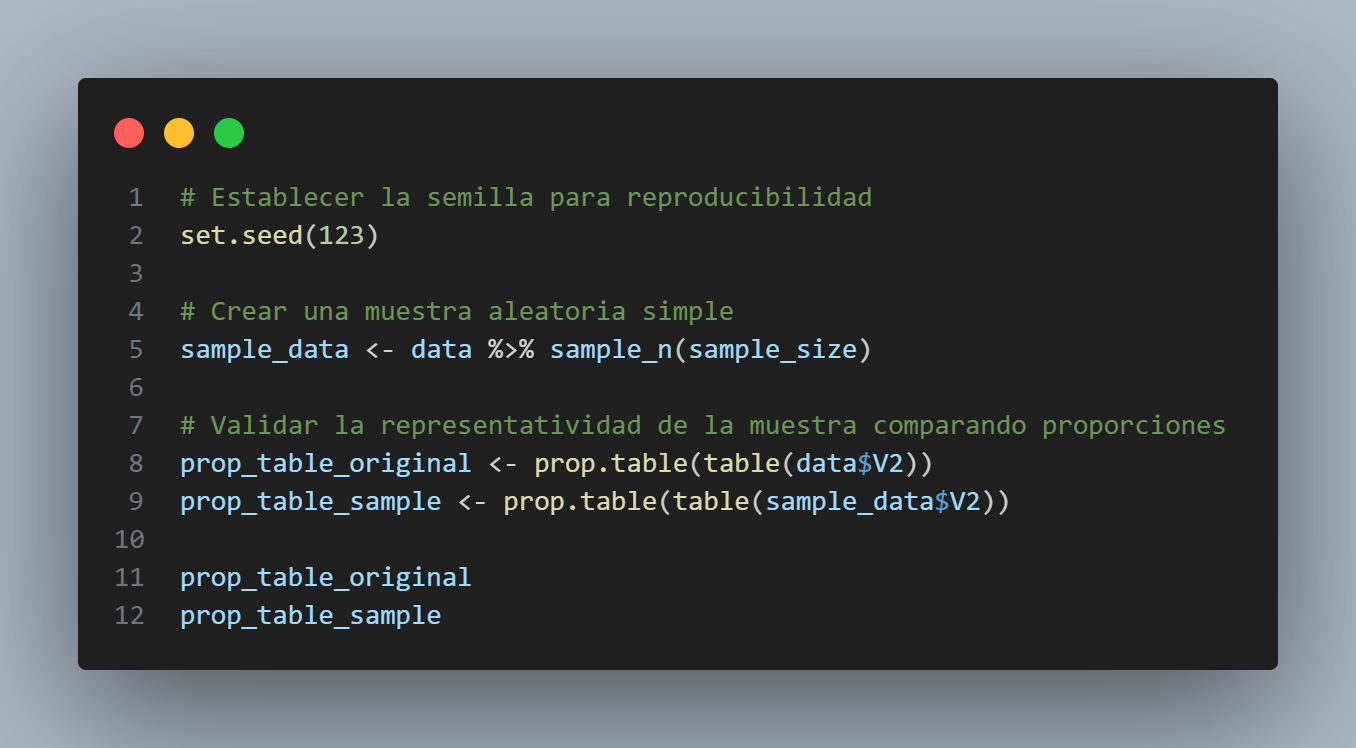 1 # Establecer la semilla para reproducibilidad
2 set.seed(123)
3
4 # Crear una muestra aleatoria simple
5 sample_data <- data %>% sample_n(sample_size)
6
7 # Validar la representatividad de la muestra comparando proporciones
8 prop_table_original <- prop.table(table(data$V2))
9 prop_table_sample <- prop.table(table(sample_data$V2))
10
11 prop_table_original
12 prop_table_sample